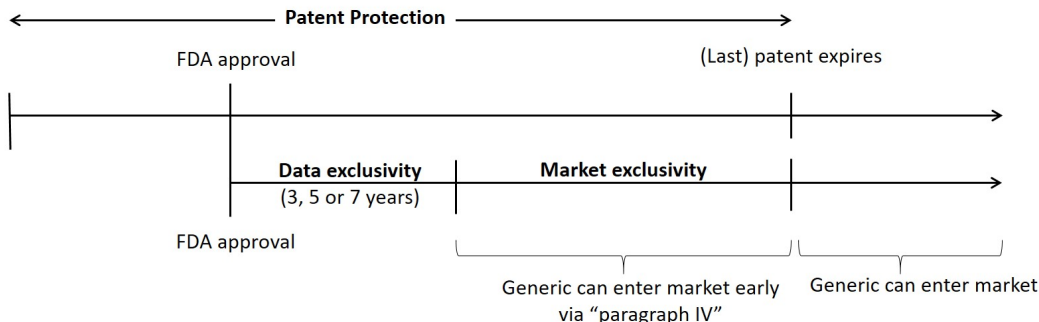 Patent Protection
FDA approval
(Last) patent expires
Data exclusivity
(3, 5 or 7 years)
Market exclusivity
FDA approval
Generic can enter market early
via “paragraph IV”
Generic can enter market